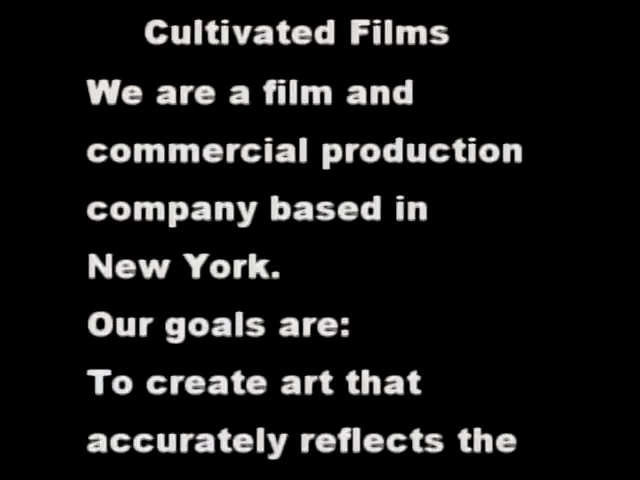 Cultivated Films
We are a film and
commercial production
company based in
New York.
Our goals are:
To create art that
accurately reflects the